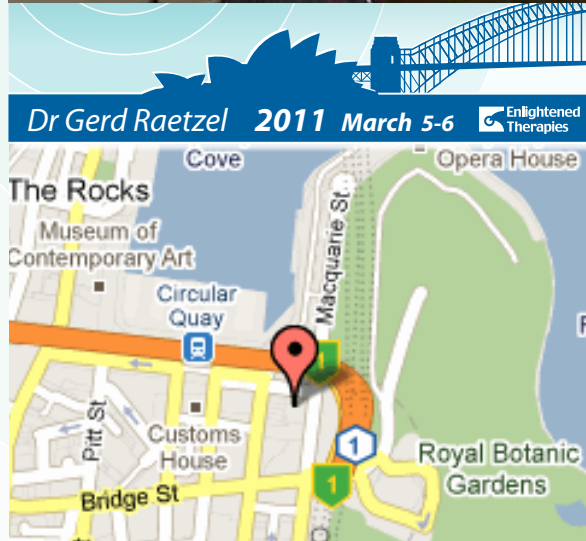 Dr Gerd Raetzel 2011 March 5-6 Enlightened Therapies
Cove
Opera House
The Rocks
Museum of
Contemporary Art
Macquarie St
Circular
Quay
1
Pitt St
Customs
House
1
Royal Botanic
Gardens
1
Bridge St